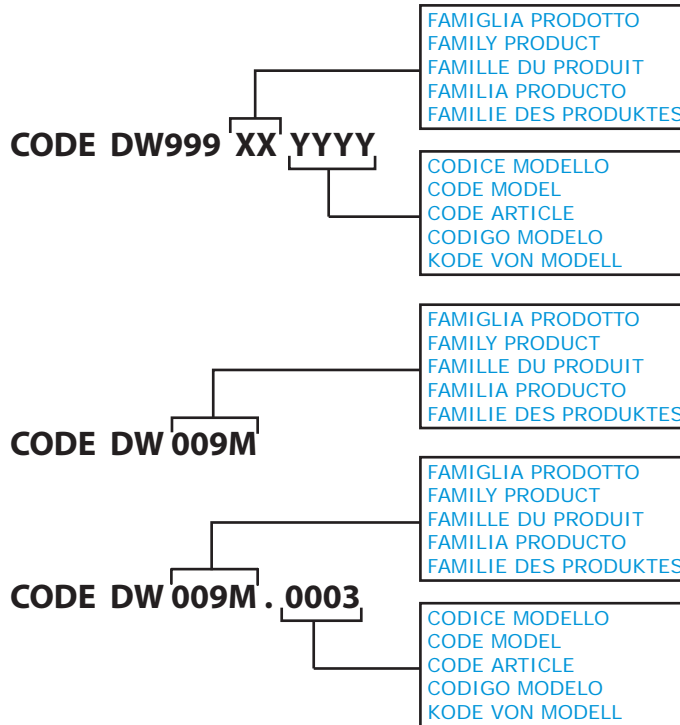 FAMIGLIA PRODOTTO
FAMILY PRODUCT
FAMILLE DU PRODUIT
FAMILIA PRODUCTO
FAMILIE DES PRODUKTES
CODE DW999 XX YYYY
CODICE MODELLO
CODE MODEL
CODE ARTICLE
CODIGO MODELO
KODE VON MODELL
FAMIGLIA PRODOTTO
FAMILY PRODUCT
FAMILLE DU PRODUIT
FAMILIA PRODUCTO
FAMILIE DES PRODUKTES
CODE DW 009M
FAMIGLIA PRODOTTO
FAMILY PRODUCT
FAMILLE DU PRODUIT
FAMILIA PRODUCTO
FAMILIE DES PRODUKTES
CODE DW 009M . 0003
CODICE MODELLO
CODE MODEL
CODE ARTICLE
CODIGO MODELO
KODE VON MODELL